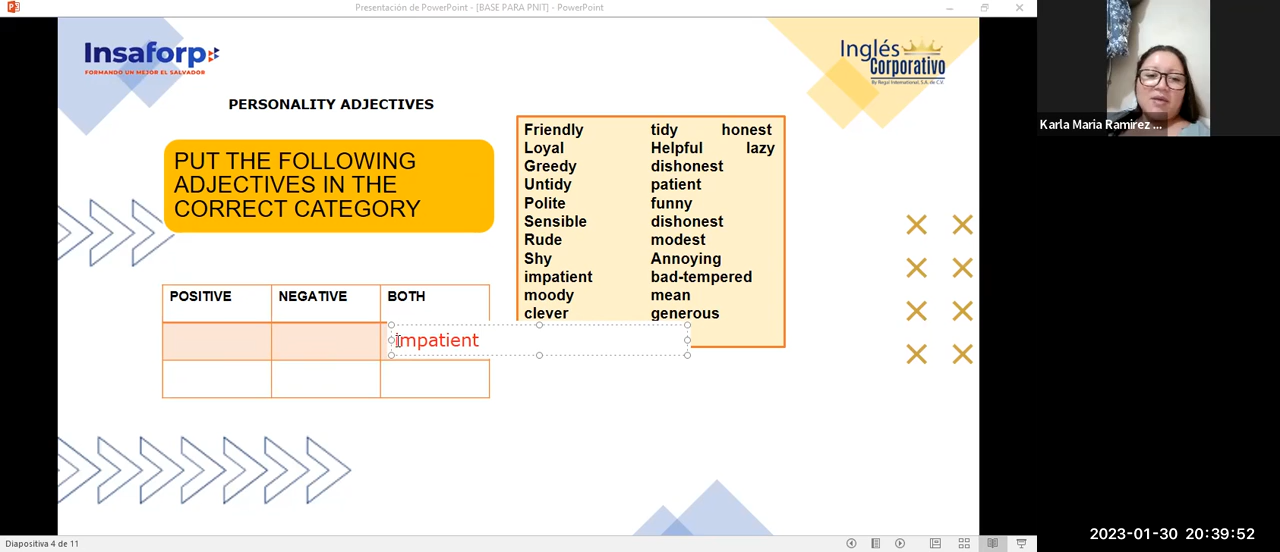 Presentación de PowerPoint - [BASE PARA PNIT] - PowerPoint
Insaforp
FORMANDO UN MEJOR EL SALVADOR
Inglés
Corporativo
By Regal International, S.A. de C.V.
PERSONALITY ADJECTIVES
PUT THE FOLLOWING
ADJECTIVES IN THE
CORRECT CATEGORY
Friendly tidy honest
Loyal Helpful lazy
Greedy dishonest
Untidy patient
Polite funny
Sensible dishonest
Rude modest
Shy Annoying
impatient bad-tempered
moody mean
clever generous
POSITIVE NEGATIVE BOTH
impatient
Karla Maria Ramirez ...
2023-01-30 20:39:52
Diapositiva 4 de 11